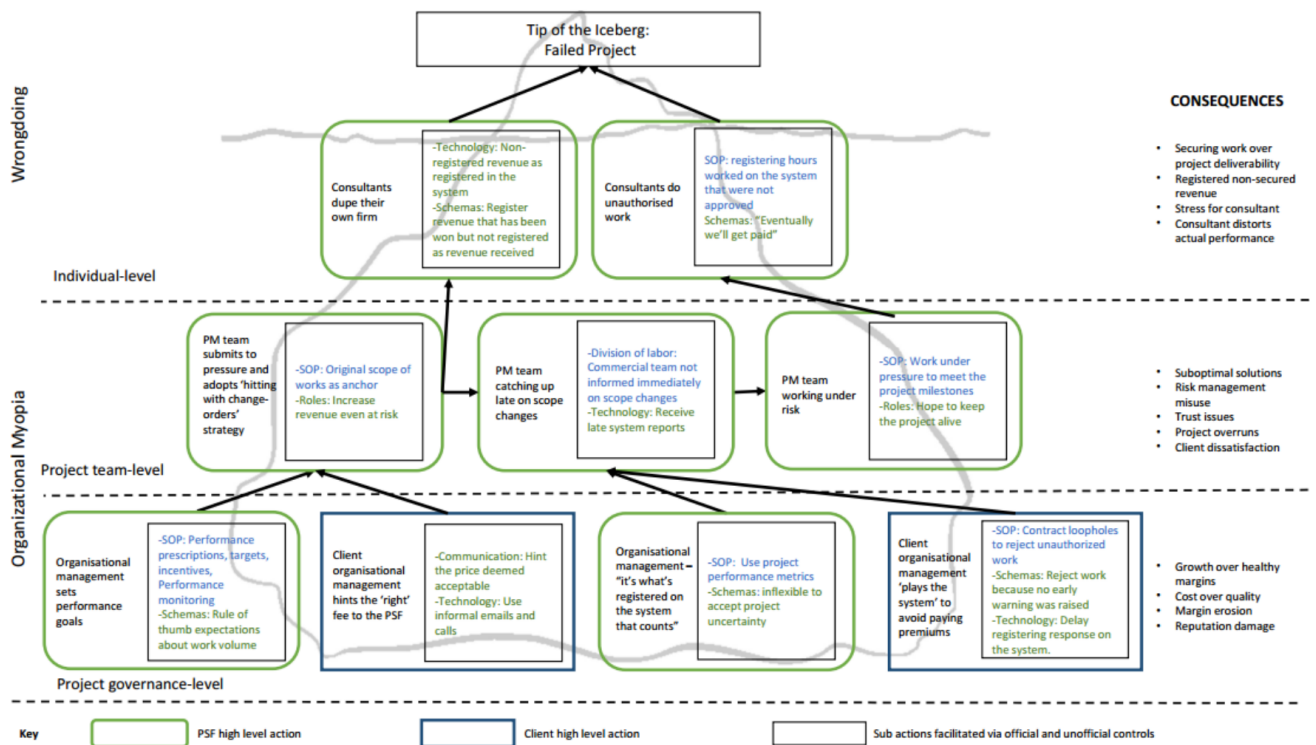 Tip of the Iceberg:
Failed Project
Wrongdoing
CONSEQUENCES
Consultants
dupe their
own firm
-Technology: Non-
registered revenue as
registered in the
system
-Schemas: Register
revenue that has been
won but not registered
as revenue received
Consultants do
unauthorised
work
SOP: registering hours
worked on the system
that were not
approved
Schemas: "Eventually
we'll get paid"
• Securing work over
project deliverability
• Registered non-secured
revenue
• Stress for consultant
• Consultant distorts
actual performance
Individual-level
Organizational Myopia
PM team
submits to
pressure and
adopts 'hitting
with change-
orders'
strategy
-SOP: Original scope of
works as anchor
-Roles: Increase
revenue even at risk
PM team
catching up
late on scope
changes
-Division of labor:
Commercial team not
informed immediately
on scope changes
-Technology: Receive
late system reports
PM team
working under
risk
-SOP: Work under
pressure to meet the
project milestones
-Roles: Hope to keep
the project alive
• Suboptimal solutions
• Risk management
misuse
• Trust issues
• Project overruns
• Client dissatisfaction
Project team-level
Organisational
management
sets
performance
goals
-SOP: Performance
prescriptions, targets,
incentives,
Performance
monitoring
-Schemas: Rule of
thumb expectations
about work volume
Client
organisational
management
hints the 'right'
fee to the PSF
-Communication: Hint
the price deemed
acceptable
-Technology: Use
informal emails and
calls
Organisational
management –
"it's what's
registered on
the system
that counts"
-SOP:  Use project
performance metrics
-Schemas: inflexible to
accept project
uncertainty
Client
organisational
management
'plays the
system' to
avoid paying
premiums
-SOP: Contract loopholes
to reject unauthorized
work
-Schemas: Reject work
because no early
warning was raised
-Technology: Delay
registering response on
the system.
• Growth over healthy
margins
• Cost over quality
• Margin erosion
• Reputation damage
Project governance-level
Key
PSF high level action
Client high level action
Sub actions facilitated via official and unofficial controls